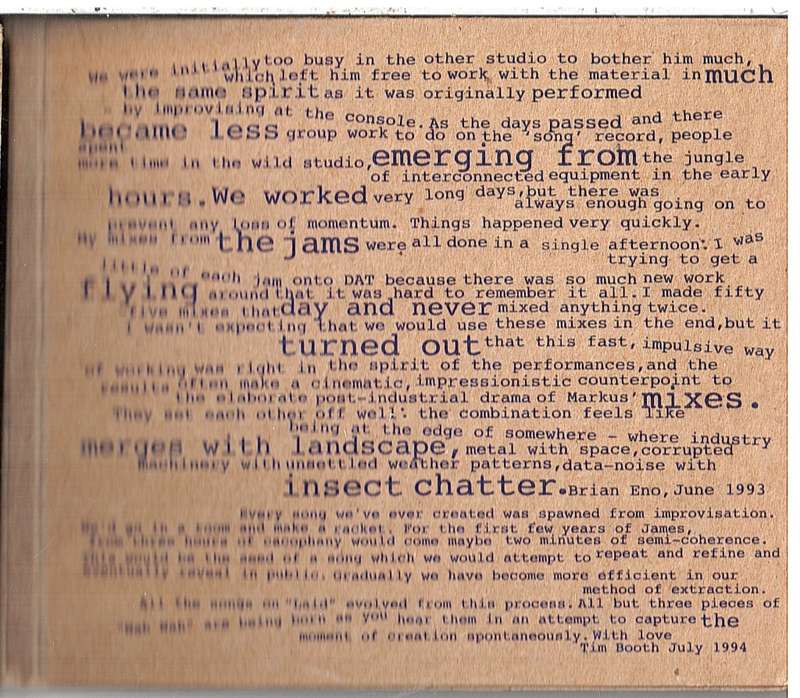 We were initially too busy in the other studio to bother him much,
which left him free to work with the material in much
the same spirit as it was originally performed
by improvising at the console. As the days passed and there
became less group work to do on the 'song' record, people
spent
more time in the wild studio, emerging from the jungle
of interconnected equipment in the early
hours. We worked very long days, but there was
always enough going on to
prevent any loss of momentum. Things happened very quickly.
My mixes from the jams were all done in a single afternoon: I was
trying to get a
little of each jam onto DAT because there was so much new work
flying around that it was hard to remember it all. I made fifty
five mixes that day and never mixed anything twice.
I wasn't expecting that we would use these mixes in the end, but it
turned out that this fast, impulsive way
of working was right in the spirit of the performances, and the
results often make a cinematic, impressionistic counterpoint to
the elaborate post-industrial drama of Markus' mixes.
They set each other off well: the combination feels like
being at the edge of somewhere - where industry
merges with landscape, metal with space, corrupted
machinery with unsettled weather patterns, data-noise with
insect chatter. Brian Eno, June 1993
Every song we've ever created was spawned from improvisation.
We'd go in a room and make a racket. For the first few years of James,
from three hours of cacophany would come maybe two minutes of semi-coherence.
This would be the seed of a song which we would attempt to repeat and refine and
eventually reveal in public. Gradually we have become more efficient in our
method of extraction.
All the songs on "Laid" evolved from this process. All but three pieces of
"Wah Wah" are being born as you hear them in an attempt to capture the
moment of creation spontaneously. With love
Tim Booth July 1994